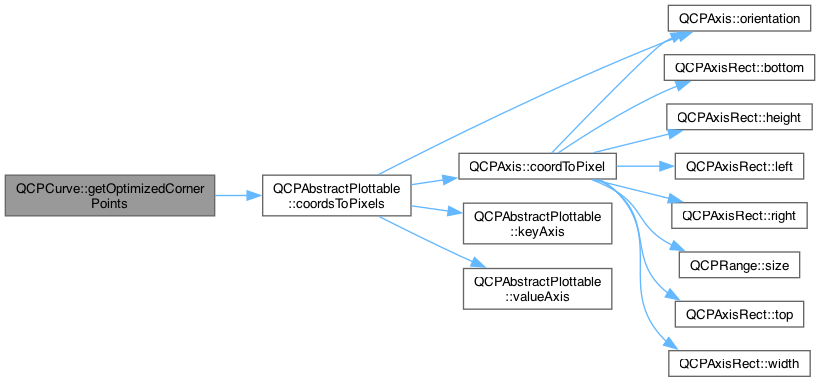 QCPCurve::getOptimizedCorner
Points
QCPAbstractPlottable
::coordsToPixels
QCPAxis::orientation
QCPAxis::coordToPixel
QCPAbstractPlottable
::keyAxis
QCPAbstractPlottable
::valueAxis
QCPAxisRect::bottom
QCPAxisRect::height
QCPAxisRect::left
QCPAxisRect::right
QCPRange::size
QCPAxisRect::top
QCPAxisRect::width